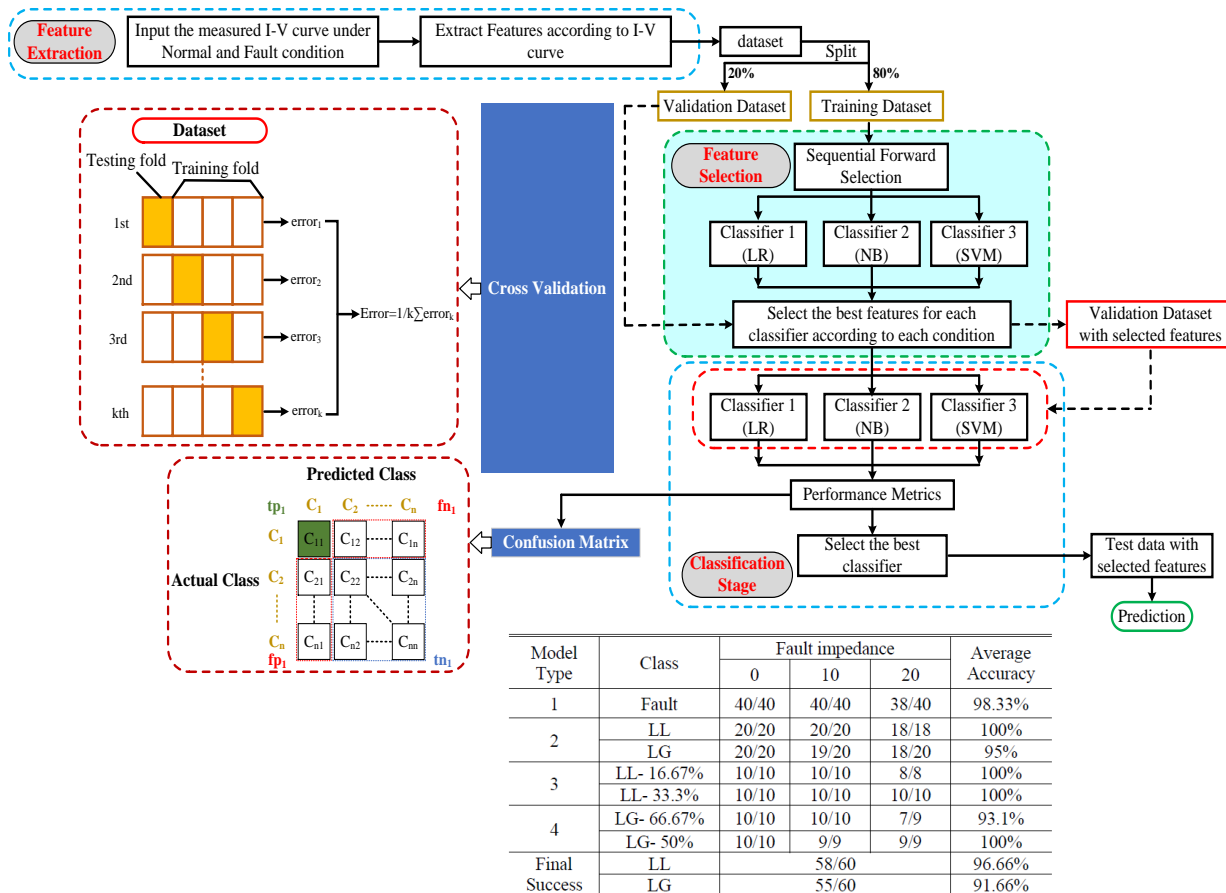 Feature
Extraction
Input the measured I-V curve under
Normal and Fault condition
Extract Features according to I-V
curve
dataset
Split
20%
80%
Validation Dataset
Training Dataset
Feature
Selection
Sequential Forward
Selection
Classifier 1
(LR)
Classifier 2
(NB)
Classifier 3
(SVM)
Select the best features for each
classifier according to each condition
Validation Dataset
with selected features
Classifier 1
(LR)
Classifier 2
(NB)
Classifier 3
(SVM)
Performance Metrics
Select the best
classifier
Classification
Stage
Test data with
selected features
Prediction
Cross Validation
Dataset
Testing fold
Training fold
1st error₁
2nd error₂
3rd error₃
kth errorₖ
Error=1/k∑errorₖ
Confusion Matrix
Predicted Class
tp₁ C₁ C₂ Cₙ fn₁
C₁ C₁₁ C₁₂ C₁ₙ
Actual Class C₂ C₂₁ C₂₂ C₂ₙ
Cₙ Cₙ₁ Cₙ₂ Cₙₙ
fp₁ tn₁
Model Type Class Fault impedance Average Accuracy
0 10 20
1 Fault 40/40 40/40 38/40 98.33%
2 LL 20/20 20/20 18/18 100%
LG 20/20 19/20 18/20 95%
3 LL- 16.67% 10/10 10/10 8/8 100%
LL- 33.3% 10/10 10/10 10/10 100%
4 LG- 66.67% 10/10 10/10 7/9 93.1%
LG- 50% 10/10 9/9 9/9 100%
Final Success LL 58/60 96.66%
LG 55/60 91.66%